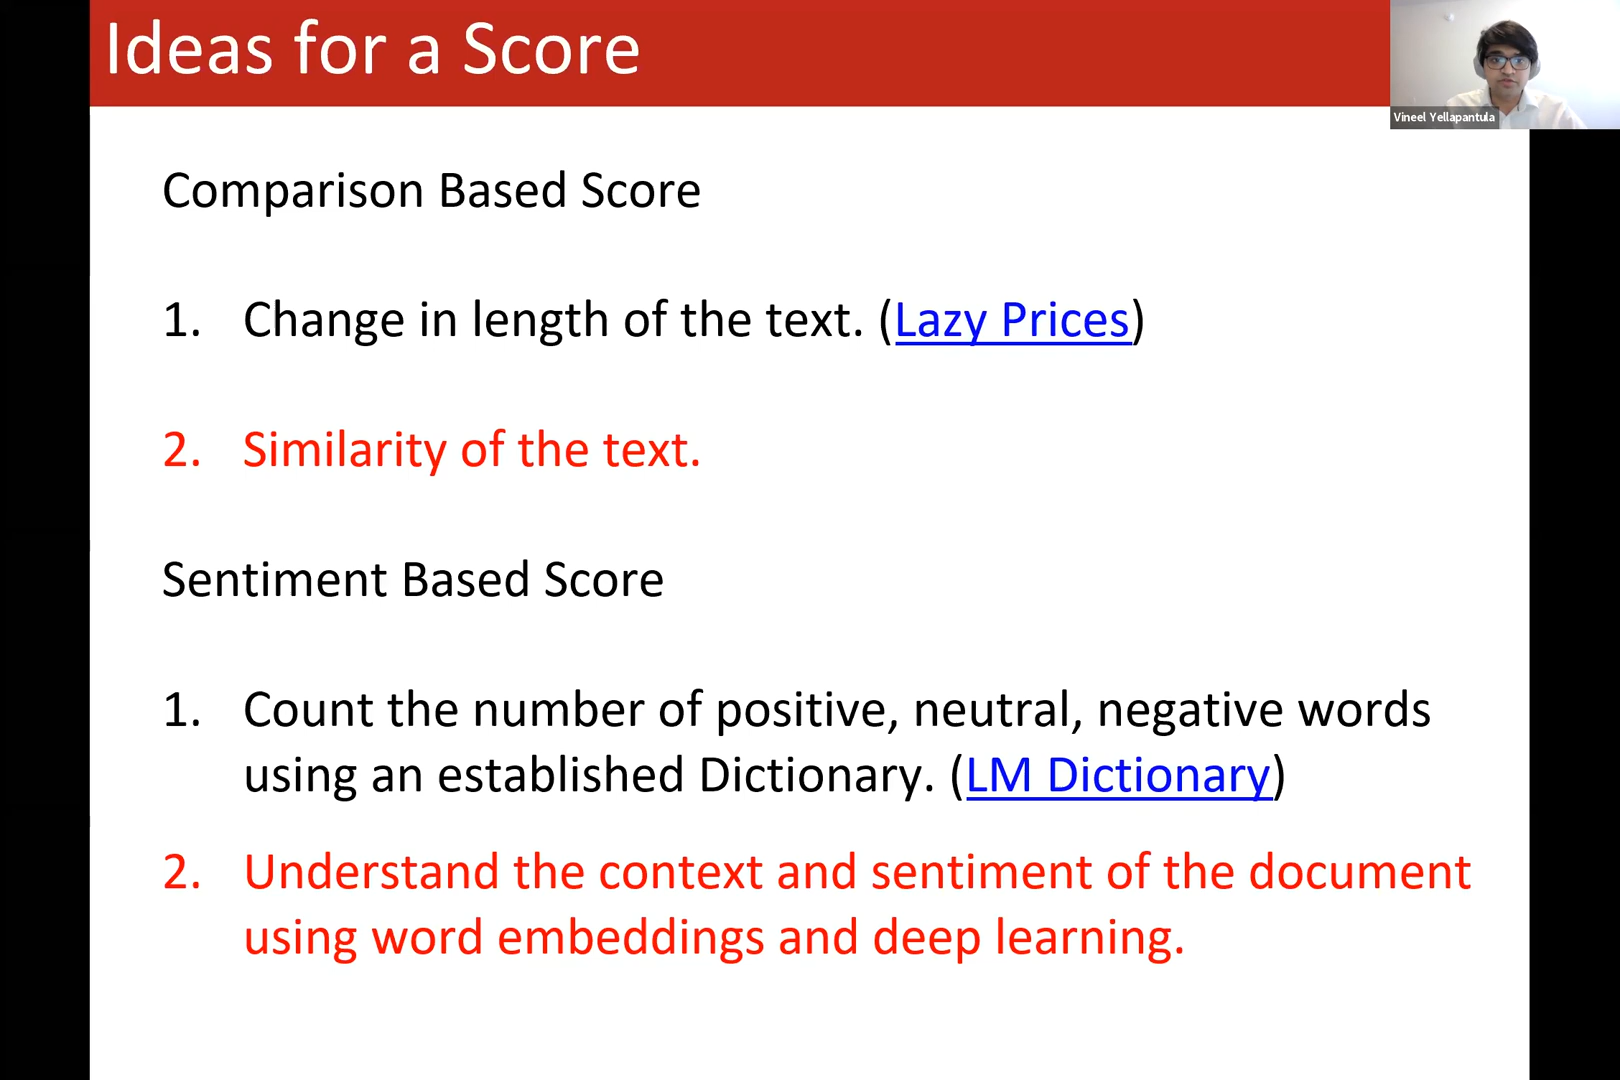 Ideas for a Score
Vineel Yellapantula
Comparison Based Score
1. Change in length of the text. (Lazy Prices)
2. Similarity of the text.
Sentiment Based Score
1. Count the number of positive, neutral, negative words
using an established Dictionary. (LM Dictionary)
2. Understand the context and sentiment of the document
using word embeddings and deep learning.